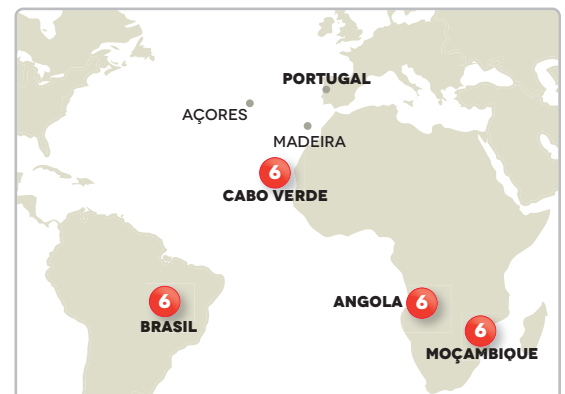 PORTUGAL
AÇORES
MADEIRA
6
CABO VERDE
6
BRASIL
ANGOLA 6
6
MOÇAMBIQUE